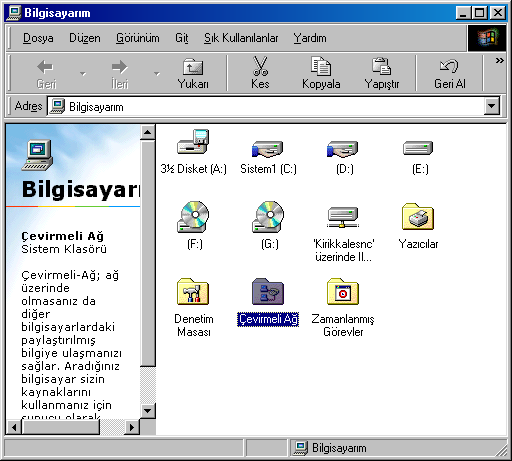 Bilgisayarım
Dosya Düzen Görünüm Git Sık Kullanılanlar Yardım
Geri İleri Yukarı Kes Kopyala Yapıştır Geri Al »
Adres Bilgisayarım
Bilgisayarı
Çevirmeli Ağ
Sistem Klasörü
Çevirmeli-Ağ; ağ
üzerinde
olmasanız da
diğer
bilgisayarlardaki
paylaştırılmış
bilgiye ulaşmanızı
sağlar. Aradığınız
bilgisayar sizin
kaynaklarını
kullanmanız için
sunucu olarak
3½ Disket (A:) Sistem1 (C:) (D:) (E:)
(F:) (G:) 'Kirikkalesnc'
üzerinde II... Yazıcılar
Denetim
Masası Çevirmeli Ağ Zamanlanmış
Görevler
Bilgisayarım